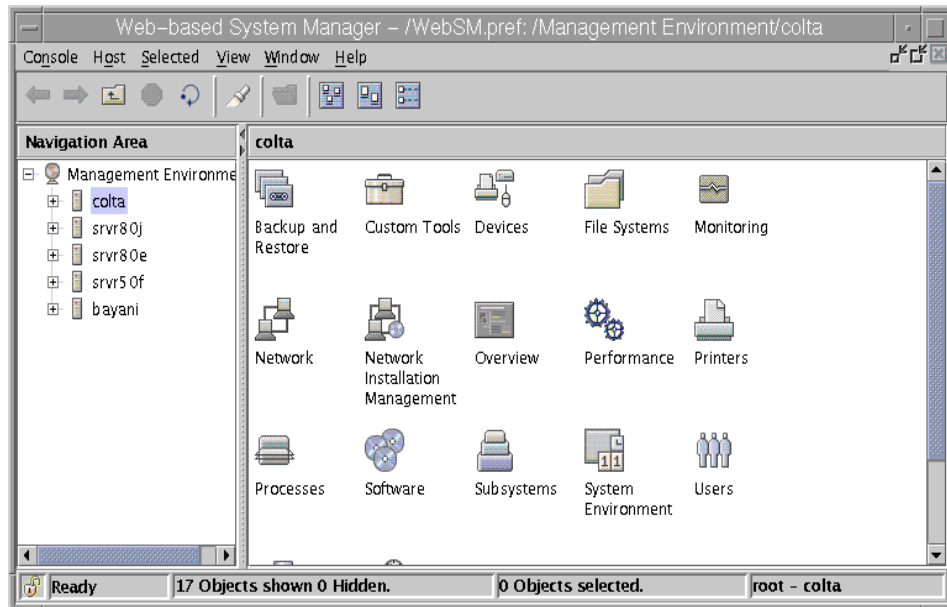 Web-based System Manager - /WebSM.pref: /Management Environment/colta
Console Host Selected View Window Help
Navigation Area
colta
Management Environme
colta
srvr80j
srvr80e
srvr50f
bayani
Backup and
Restore
Custom Tools
Devices
File Systems
Monitoring
Network
Network
Installation
Management
Overview
Performance
Printers
Processes
Software
Subsystems
System
Environment
Users
Ready
17 Objects shown 0 Hidden.
0 Objects selected.
root - colta